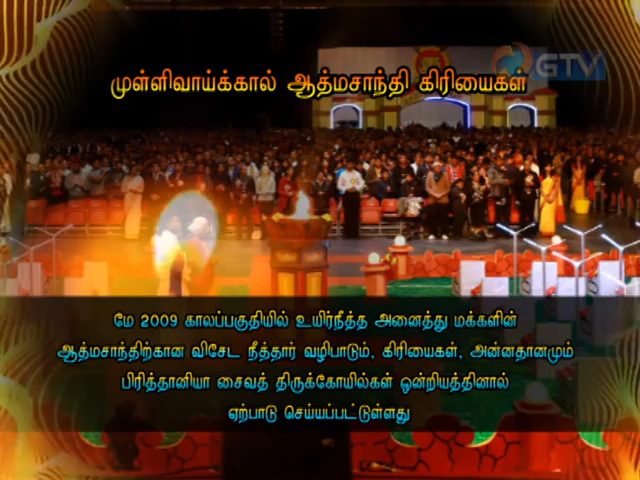 முள்ளிவாய்க்கால் ஆத்மசாந்தி கிரியைகள்
GTV
மே 2009 காலப்பகுதியில் உயிர்நீத்த அனைத்து மக்களின்
ஆத்மசாந்திற்கான விசேட நீத்தார் வழிபாடும், கிரியைகள், அன்னதானமும்
பிரித்தானியா சைவத் திருக்கோயில்கள் ஒன்றியத்தினால்
ஏற்பாடு செய்யப்பட்டுள்ளது